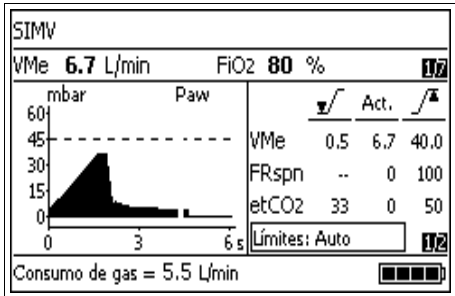 SIMV
VMe 6.7 L/min FiO2 80 % 1/7
mbar Paw
60
45
30
15
0
0 3 6 s
Act.
VMe 0.5 6.7 40.0
FRspn -- 0 100
etCO2 33 0 50
Límites: Auto 1/2
Consumo de gas = 5.5 L/min